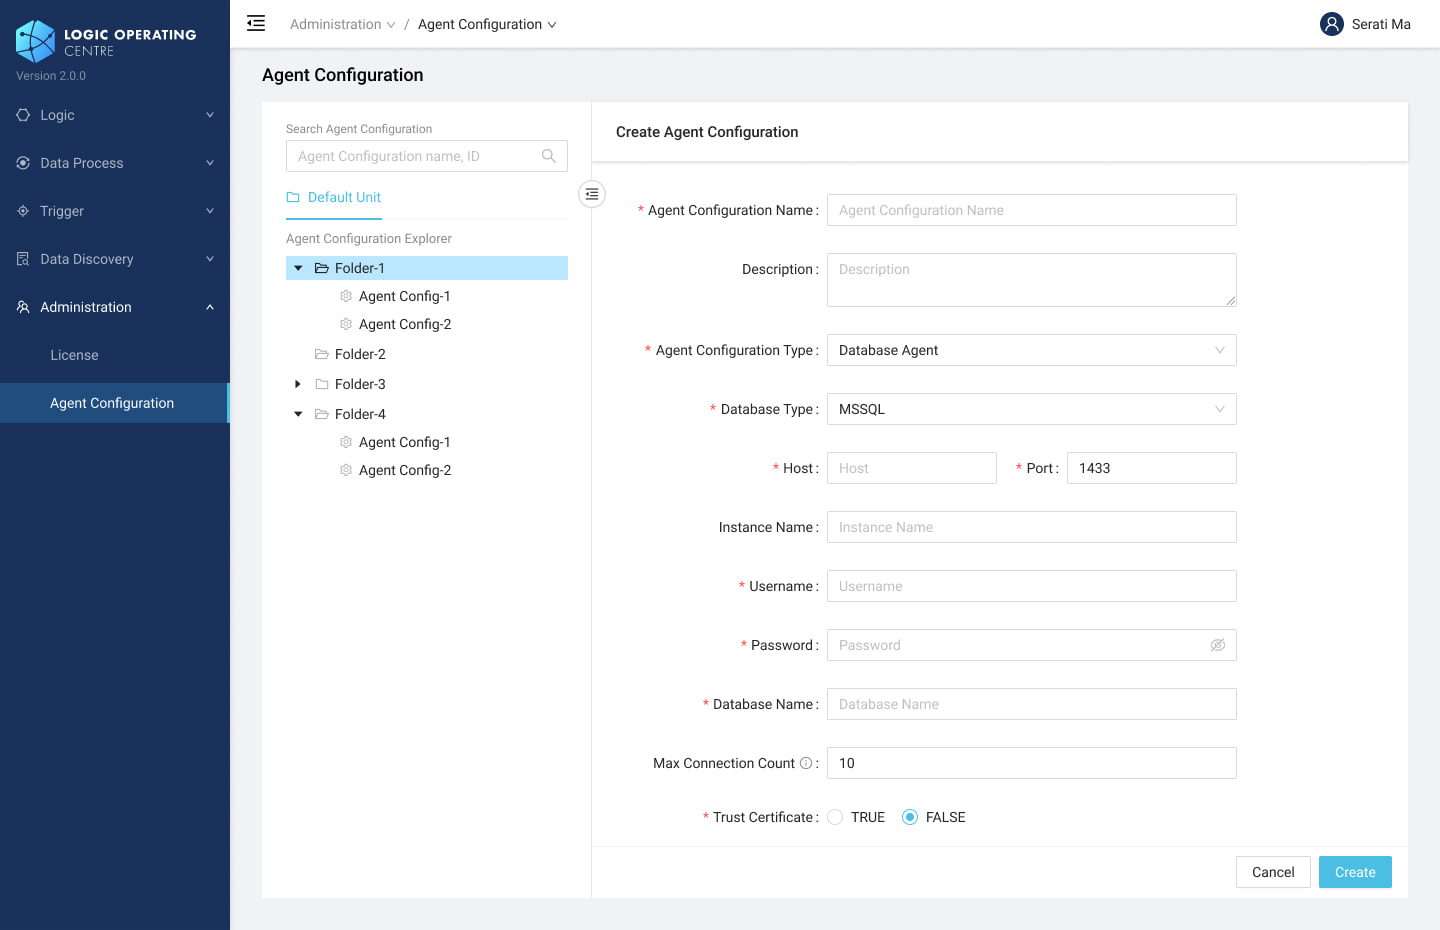 LOGIC OPERATING
CENTRE
Version 2.0.0
Logic
Data Process
Trigger
Data Discovery
Administration
License
Agent Configuration
Administration / Agent Configuration
Serati Ma
Agent Configuration
Search Agent Configuration
Agent Configuration name, ID
Default Unit
Agent Configuration Explorer
Folder-1
Agent Config-1
Agent Config-2
Folder-2
Folder-3
Folder-4
Agent Config-1
Agent Config-2
Create Agent Configuration
* Agent Configuration Name : Agent Configuration Name
Description : Description
* Agent Configuration Type : Database Agent
* Database Type : MSSQL
* Host : Host * Port : 1433
Instance Name : Instance Name
* Username : Username
* Password : Password
* Database Name : Database Name
Max Connection Count : 10
* Trust Certificate : TRUE FALSE
Cancel Create